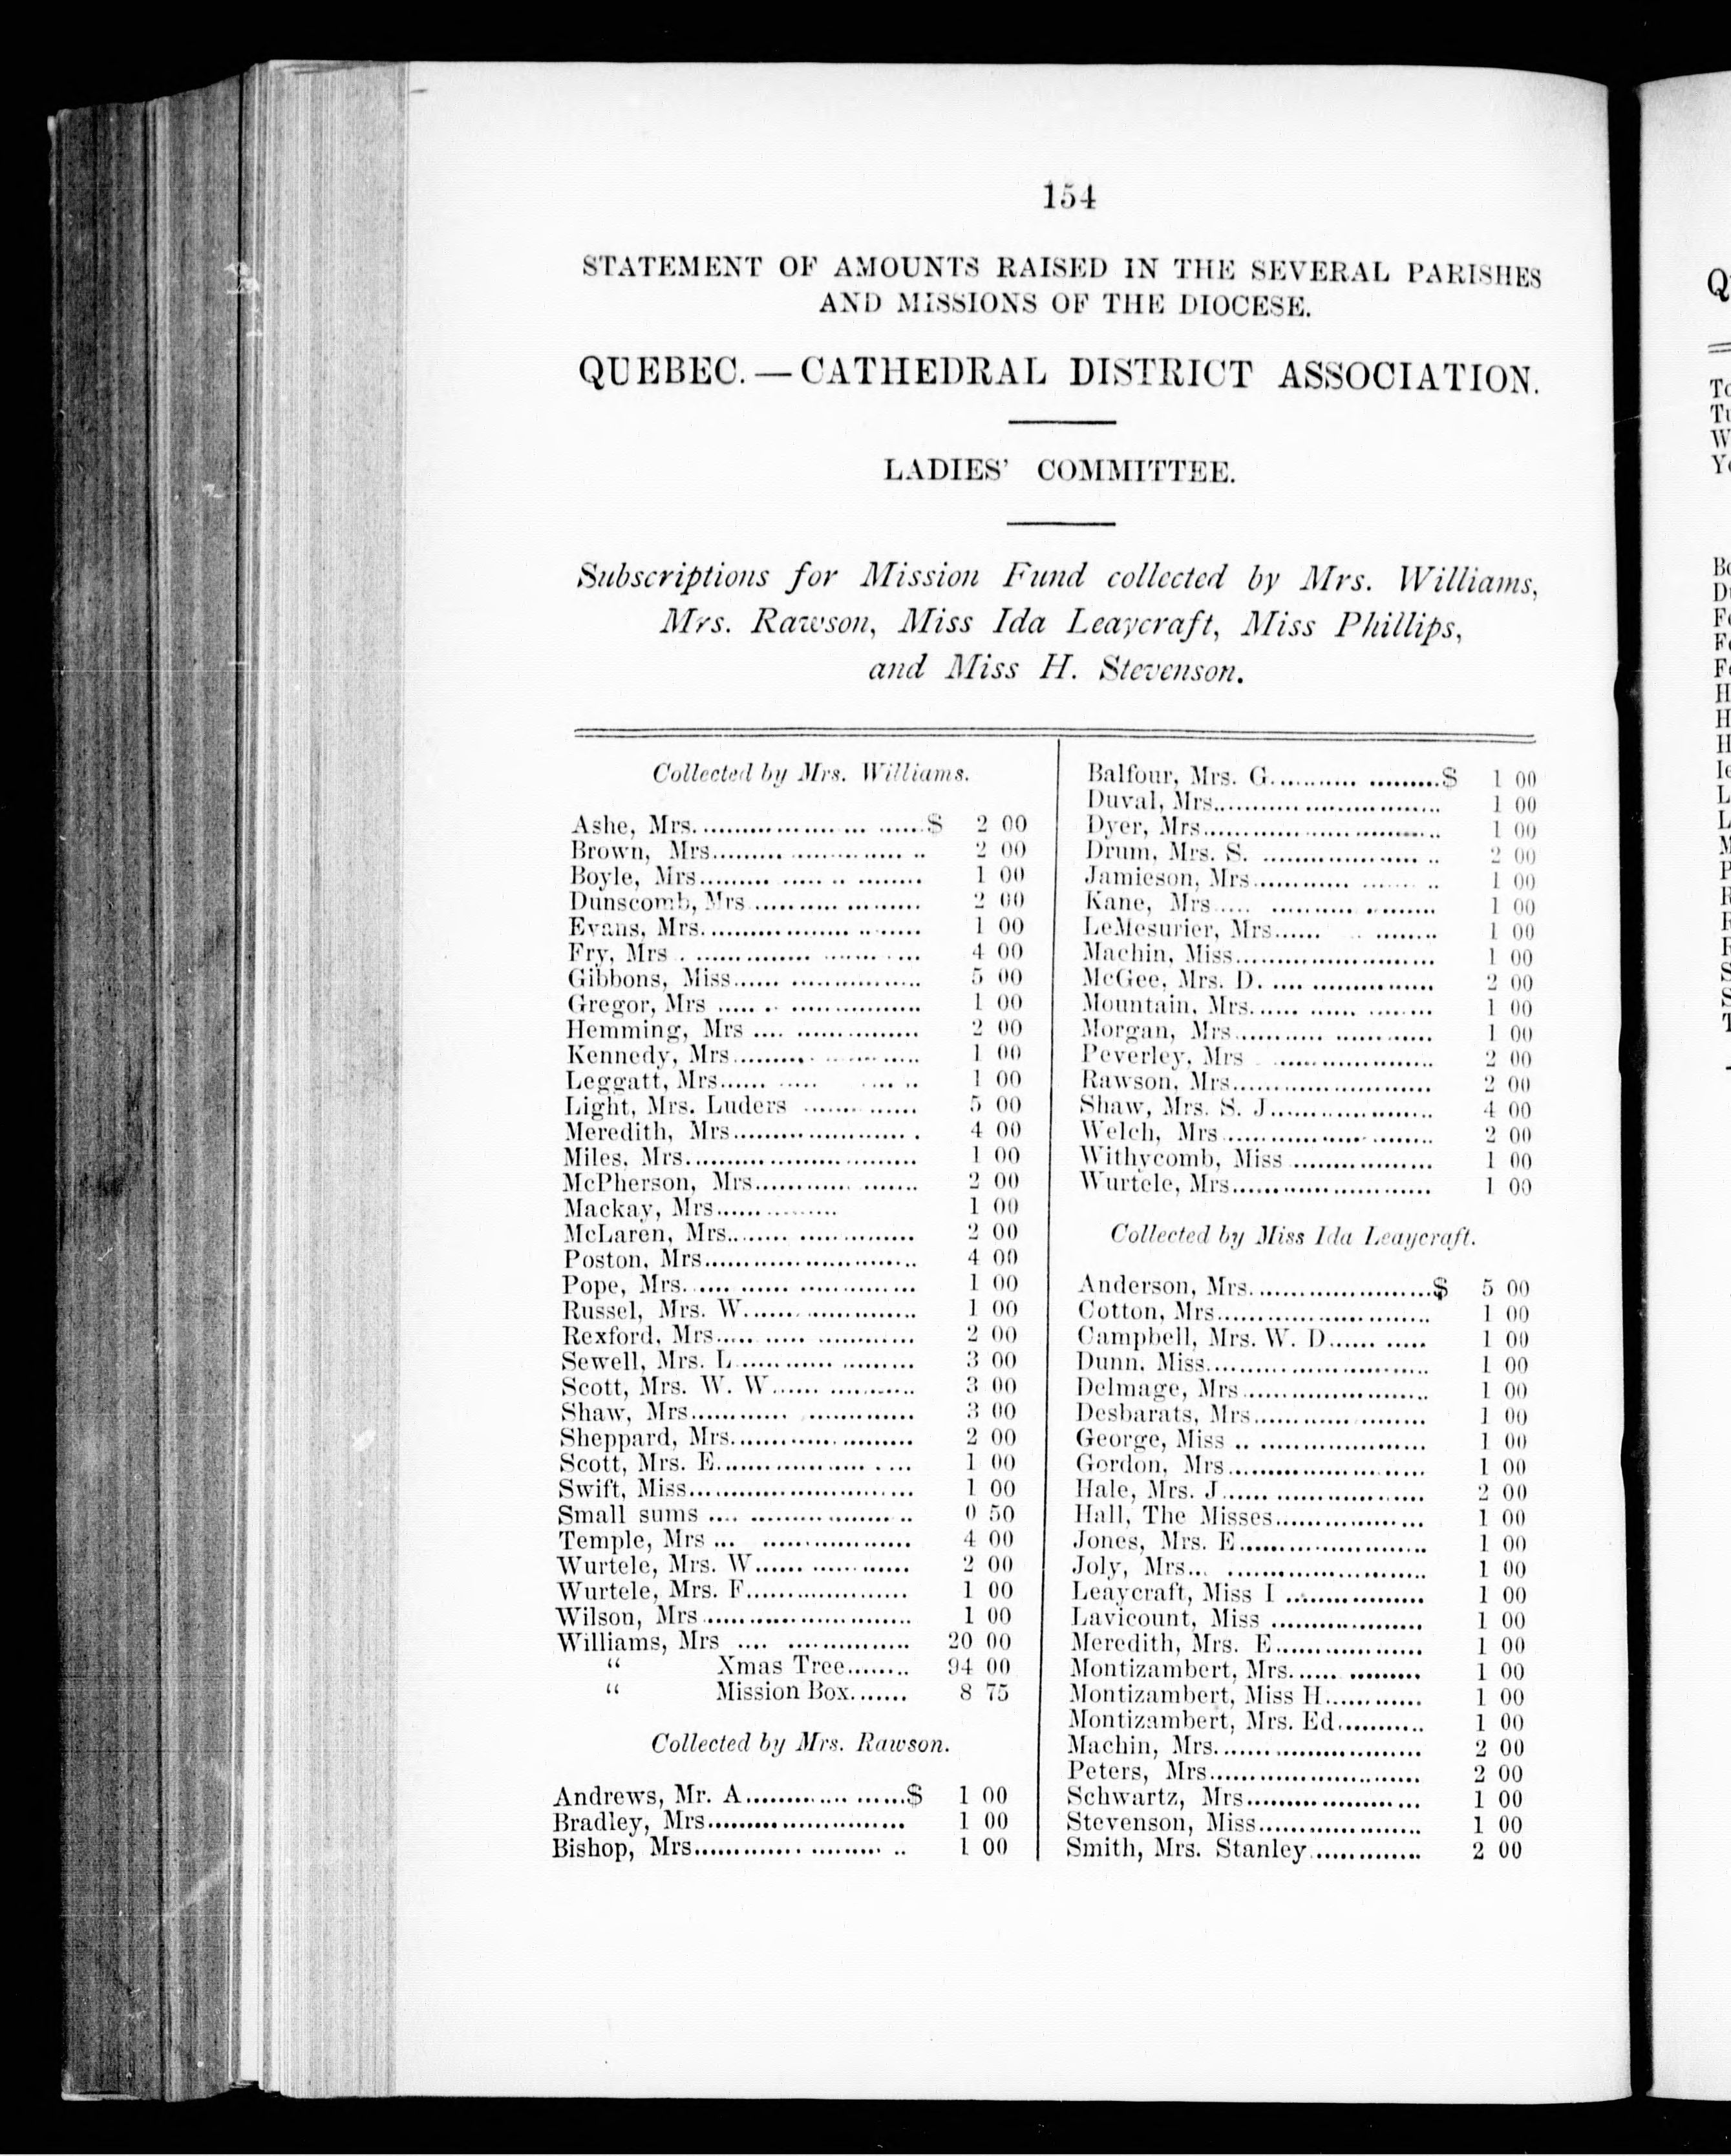 154
STATEMENT OF AMOUNTS RAISED IN THE SEVERAL PARISHES
AND MISSIONS OF THE DIOCESE.
QUEBEC.—CATHEDRAL DISTRICT ASSOCIATION.
LADIES' COMMITTEE.
Subscriptions for Mission Fund collected by Mrs. Williams,
Mrs. Rawson, Miss Ida Leaycraft, Miss Phillips,
and Miss H. Stevenson.
Collected by Mrs. Williams.
Ashe, Mrs. $ 2 00
Brown, Mrs 2 00
Boyle, Mrs 1 00
Dunscomb, Mrs 2 00
Evans, Mrs. 1 00
Fry, Mrs 4 00
Gibbons, Miss 5 00
Gregor, Mrs 1 00
Hemming, Mrs 2 00
Kennedy, Mrs 1 00
Leggatt, Mrs 1 00
Light, Mrs. Luders 5 00
Meredith, Mrs 4 00
Miles, Mrs 1 00
McPherson, Mrs 2 00
Mackay, Mrs 1 00
McLaren, Mrs 2 00
Poston, Mrs 4 00
Pope, Mrs. 1 00
Russel, Mrs. W 1 00
Rexford, Mrs 2 00
Sewell, Mrs. L 3 00
Scott, Mrs. W. W 3 00
Shaw, Mrs 3 00
Sheppard, Mrs. 2 00
Scott, Mrs. E 1 00
Swift, Miss 1 00
Small sums 0 50
Temple, Mrs 4 00
Wurtele, Mrs. W 2 00
Wurtele, Mrs. F 1 00
Wilson, Mrs 1 00
Williams, Mrs 20 00
" Xmas Tree 94 00
" Mission Box 8 75
Collected by Mrs. Rawson.
Andrews, Mr. A $ 1 00
Bradley, Mrs 1 00
Bishop, Mrs 1 00
Balfour, Mrs. G $ 1 00
Duval, Mrs 1 00
Dyer, Mrs 1 00
Drum, Mrs. S. 2 00
Jamieson, Mrs 1 00
Kane, Mrs 1 00
LeMesurier, Mrs 1 00
Machin, Miss 1 00
McGee, Mrs. D. 2 00
Mountain, Mrs 1 00
Morgan, Mrs 1 00
Peverley, Mrs 2 00
Rawson, Mrs 2 00
Shaw, Mrs. S. J 4 00
Welch, Mrs 2 00
Withycomb, Miss 1 00
Wurtele, Mrs 1 00
Collected by Miss Ida Leaycraft.
Anderson, Mrs. $ 5 00
Cotton, Mrs 1 00
Campbell, Mrs. W. D 1 00
Dunn, Miss 1 00
Delmage, Mrs 1 00
Desbarats, Mrs 1 00
George, Miss 1 00
Gordon, Mrs 1 00
Hale, Mrs. J 2 00
Hall, The Misses 1 00
Jones, Mrs. E 1 00
Joly, Mrs 1 00
Leaycraft, Miss I 1 00
Lavicount, Miss 1 00
Meredith, Mrs. E 1 00
Montizambert, Mrs. 1 00
Montizambert, Miss H 1 00
Montizambert, Mrs. Ed. 1 00
Machin, Mrs. 2 00
Peters, Mrs 2 00
Schwartz, Mrs 1 00
Stevenson, Miss 1 00
Smith, Mrs. Stanley 2 00